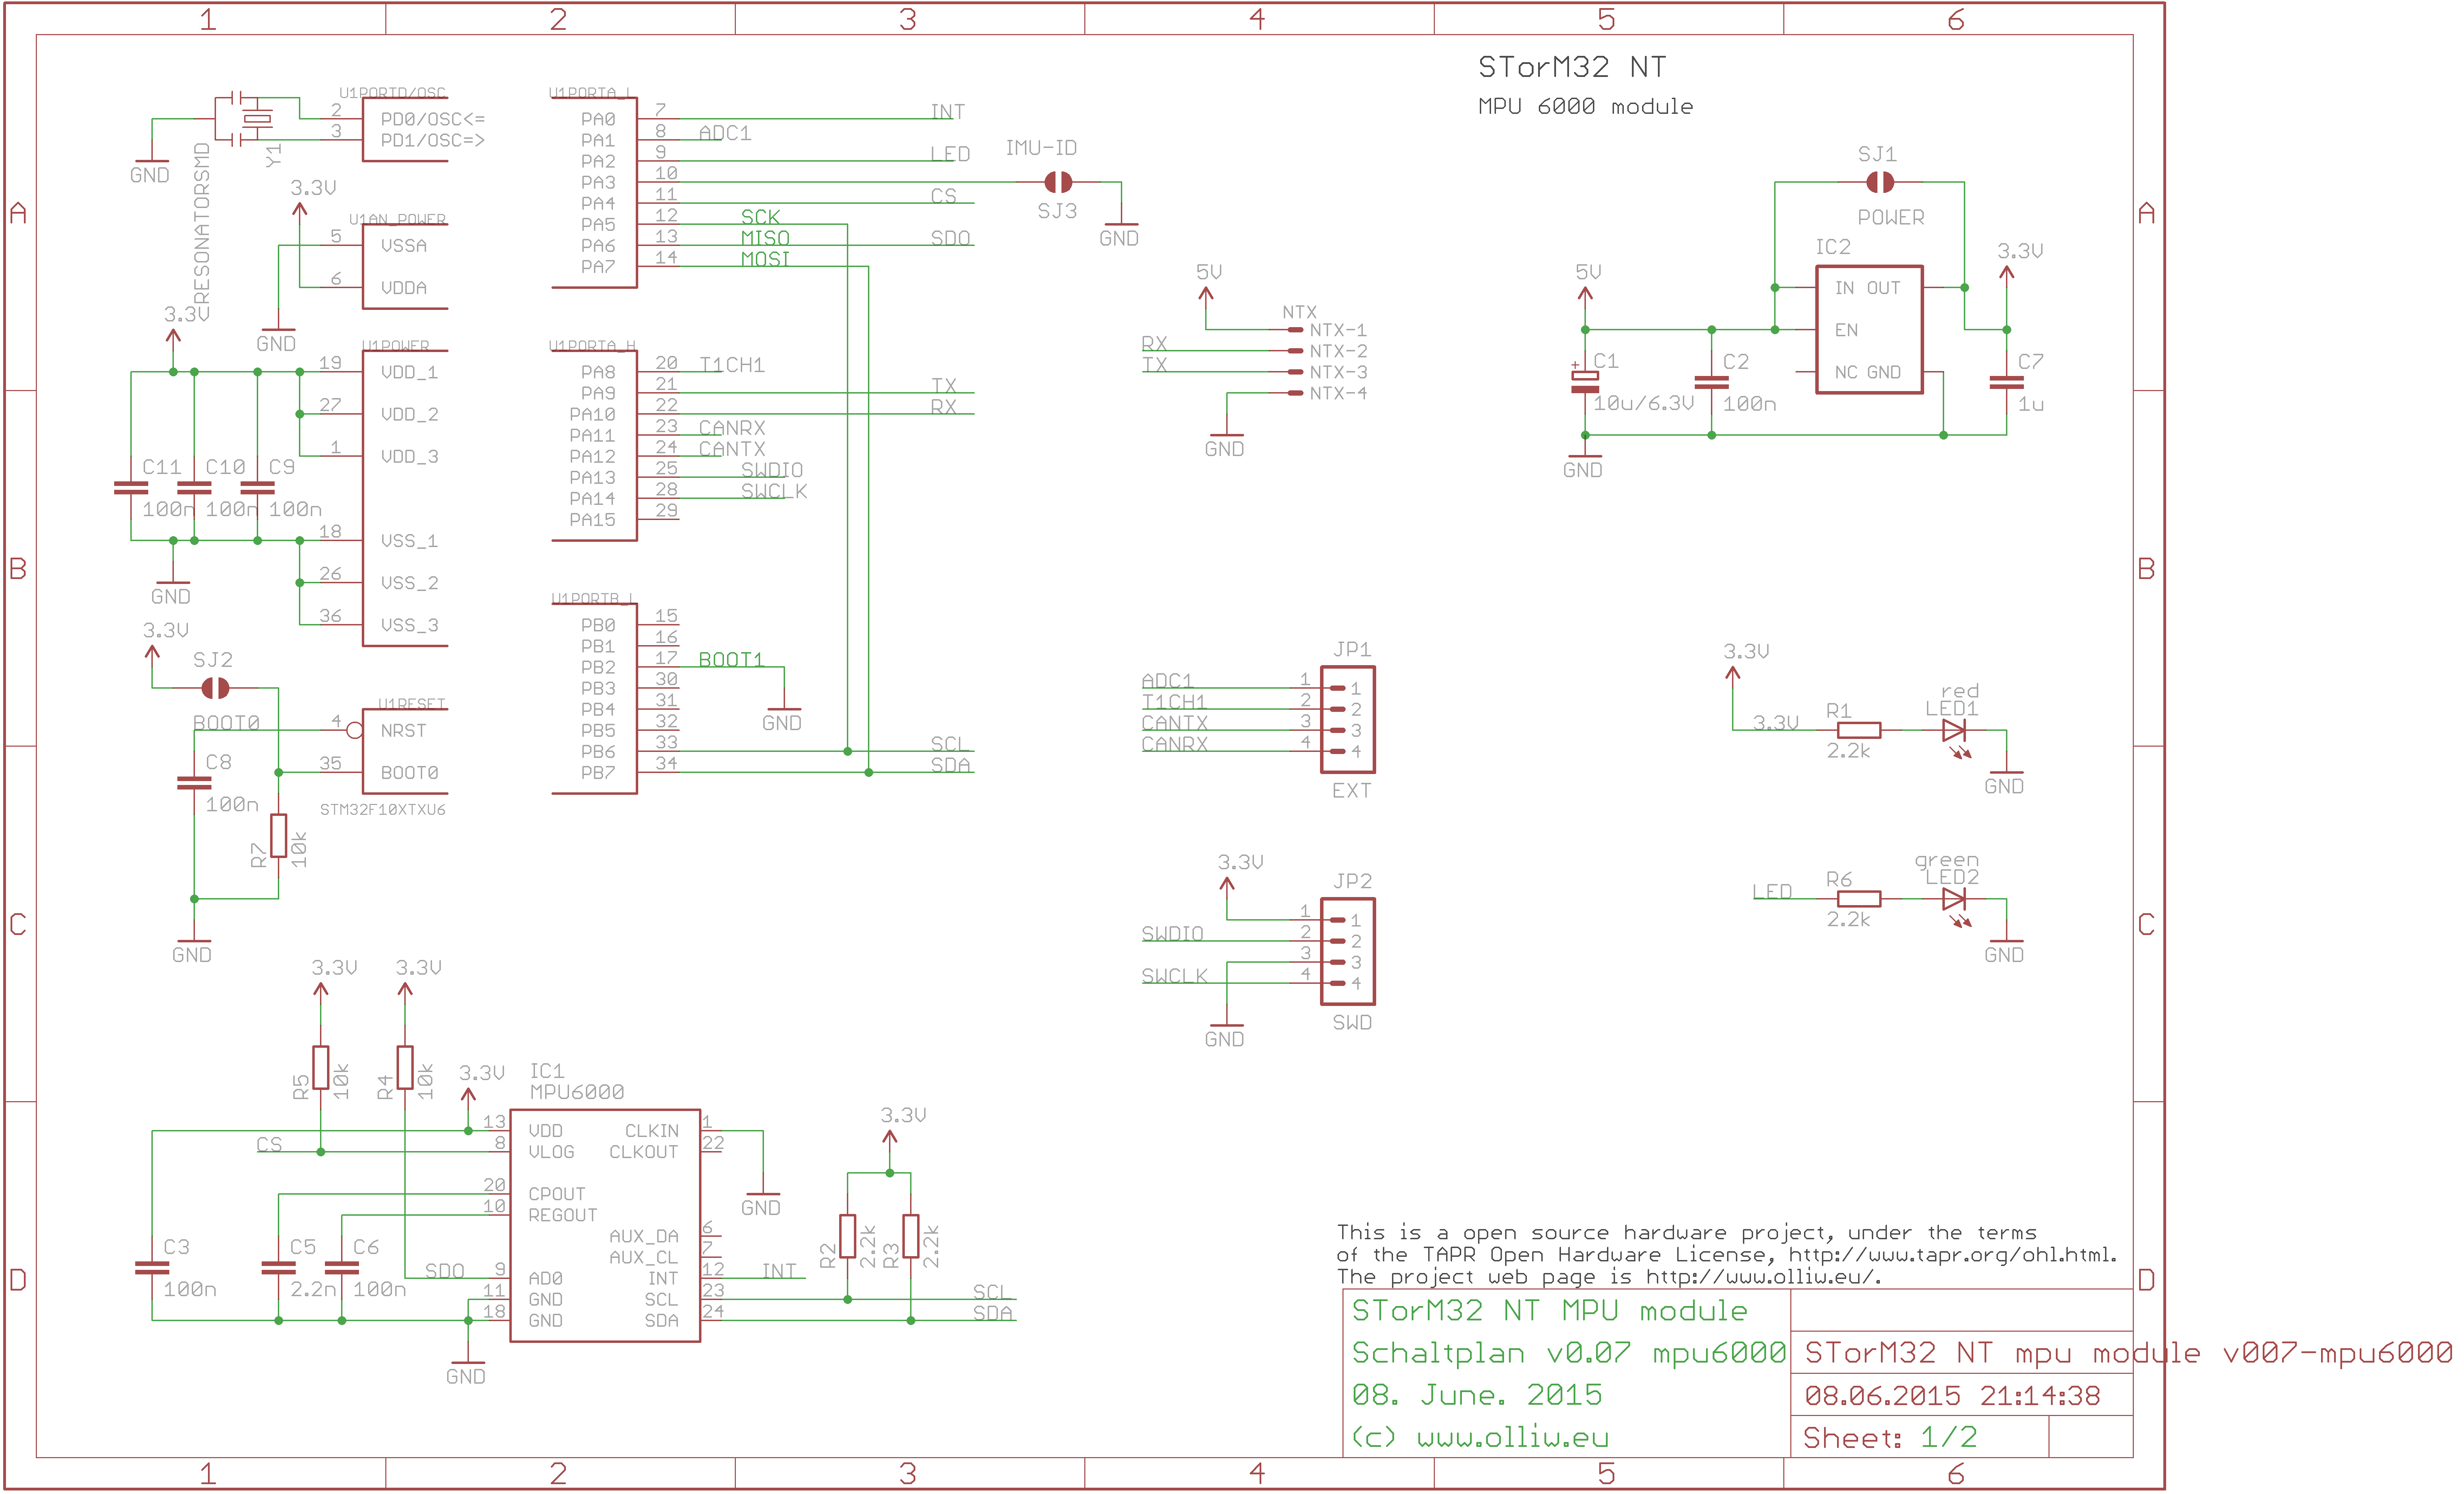 1 2 3 4 5 6
A
B
C
D
STorM32 NT
MPU 6000 module
U1PORTD/OSC
2 PD0/OSC<=
3 PD1/OSC=>
Y1
CRESONATORSMD
GND
3.3V
U1AN_POWER
5 VSSA
6 VDDA
GND
3.3V
U1POWER
19 VDD_1
27 VDD_2
1 VDD_3
C11 C10 C9
100n 100n 100n
18 VSS_1
26 VSS_2
36 VSS_3
GND
3.3V
SJ2
U1RESET
BOOT0 4 NRST
35 BOOT0
C8
100n
R7 10k
STM32F10XTXU6
GND
U1PORTA_L
PA0 7 INT
PA1 8 ADC1
PA2 9 LED
PA3 10
PA4 11 CS
PA5 12 SCK
PA6 13 MISO SDO
PA7 14 MOSI
IMU-ID
SJ3
GND
U1PORTA_H
PA8 20 T1CH1
PA9 21 TX
PA10 22 RX
PA11 23 CANRX
PA12 24 CANTX
PA13 25 SWDIO
PA14 28 SWCLK
PA15 29
U1PORTB_L
PB0 15
PB1 16
PB2 17 BOOT1
PB3 30
PB4 31
PB5 32
PB6 33 SCL
PB7 34 SDA
GND
5V
NTX
NTX-1
RX NTX-2
TX NTX-3
NTX-4
GND
SJ1
POWER
IC2
5V
3.3V
IN OUT
EN
NC GND
C1
10u/6.3V
C2
100n
C7
1u
GND
JP1
ADC1 1 1
T1CH1 2 2
CANTX 3 3
CANRX 4 4
EXT
3.3V
JP2
1 1
SWDIO 2 2
3 3
SWCLK 4 4
GND
SWD
3.3V
red
LED1
3.3V R1
2.2k
GND
green
LED2
LED R6
2.2k
GND
3.3V 3.3V
R5 10k R4 10k
3.3V
IC1
MPU6000
13 VDD CLKIN 1
CS 8 VLOG CLKOUT 22
20 CPOUT
10 REGOUT
AUX_DA 6
AUX_CL 7
SDO 9 AD0 INT 12 INT
11 GND SCL 23 SCL
18 GND SDA 24 SDA
C3 C5 C6
100n 2.2n 100n
GND
GND
3.3V
R2 2.2k R3 2.2k
This is a open source hardware project, under the terms
of the TAPR Open Hardware License, http://www.tapr.org/ohl.html.
The project web page is http://www.olliw.eu/.
STorM32 NT MPU module
Schaltplan v0.07 mpu6000
08. June. 2015
(c) www.olliw.eu
STorM32 NT mpu module v007-mpu6000
08.06.2015 21:14:38
Sheet: 1/2
A
B
C
D
1 2 3 4 5 6